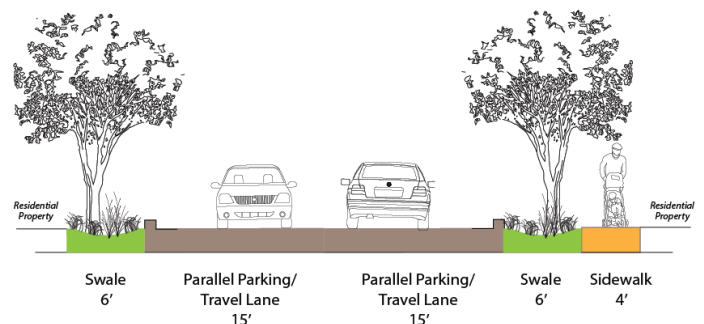 Residential
Property
Residential
Property
Swale
6’
Parallel Parking/
Travel Lane
15’
Parallel Parking/
Travel Lane
15’
Swale
6’
Sidewalk
4’